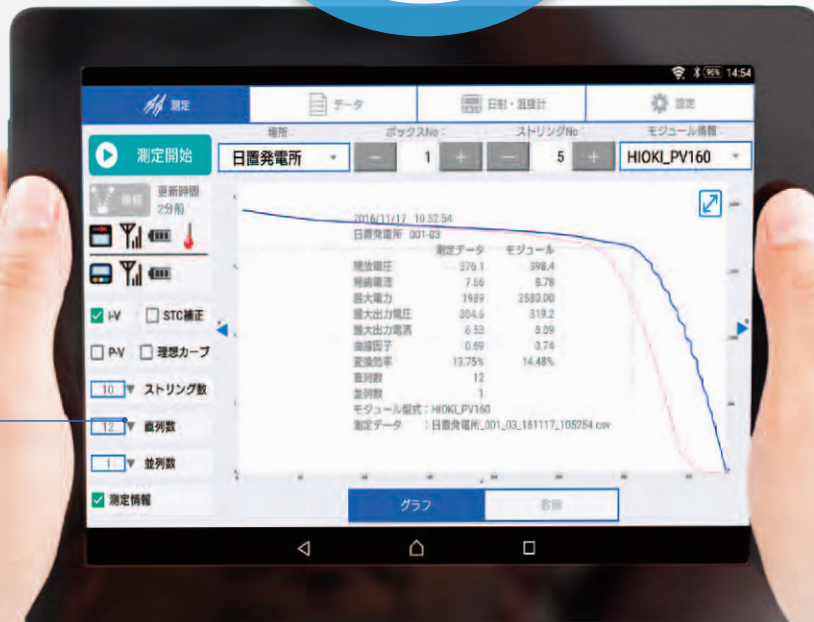 96% 14:54
測定 データ 日射・温度計 設定
測定開始
場所: ボックスNo: ストリングNo: モジュール情報
日置発電所 － 1 ＋ － 5 ＋ HIOKI_PV160
更新時間
2分前
I-V STC補正
P-V 理想カーブ
10 ストリング数
12 直列数
1 並列数
測定情報
2016/11/17 10:52:54
日置発電所 001-03
測定データ モジュール
開放電圧 376.1 398.4
短絡電流 7.66 8.78
最大電力 1989 2580.00
最大出力電圧 304.6 319.2
最大出力電流 6.53 8.09
曲線因子 0.69 0.74
変換効率 13.75% 14.48%
直列数 12
並列数 1
モジュール型式：HIOKI_PV160
測定データ ：日置発電所_001_03_161117_105254.csv
グラフ